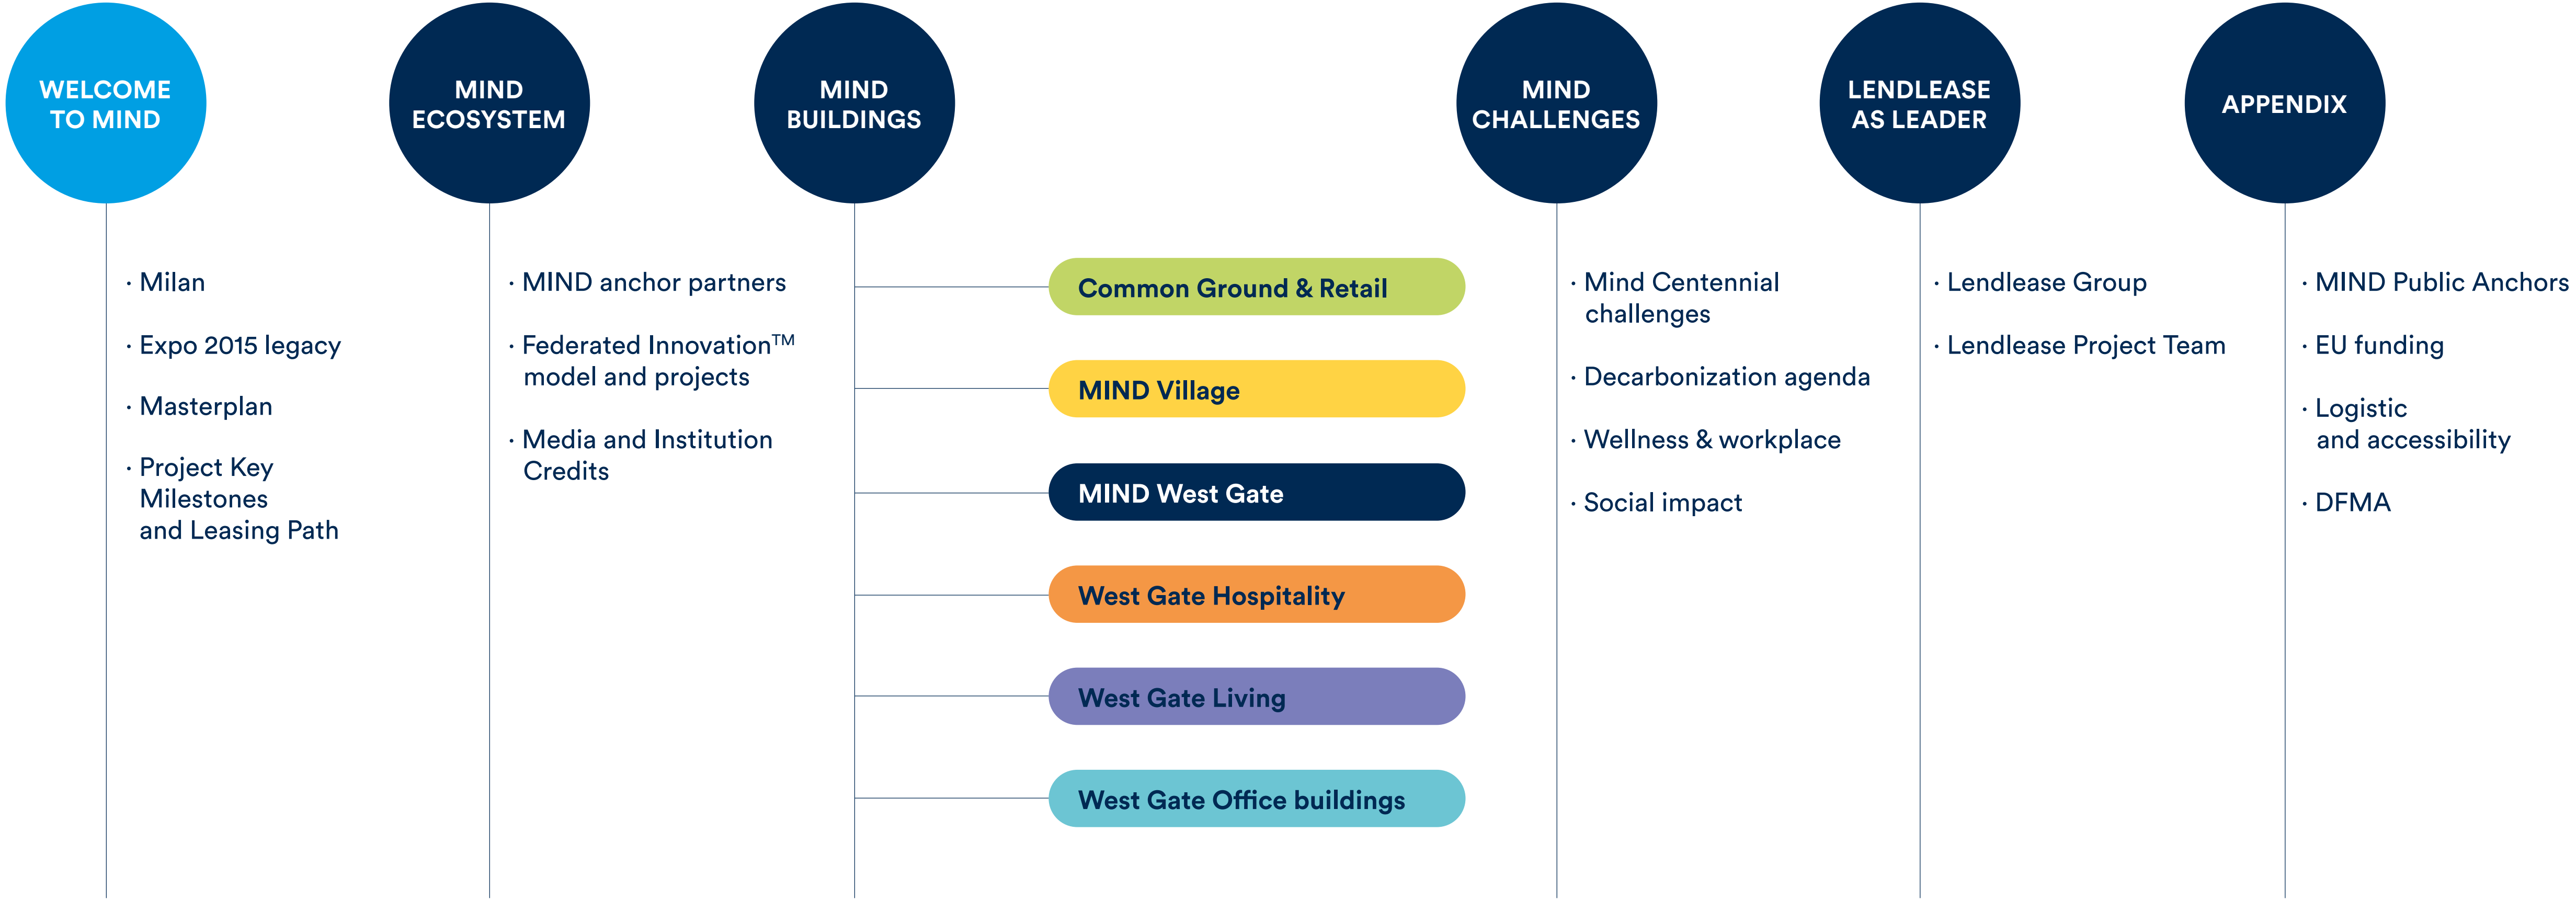 WELCOME
TO MIND
· Milan
· Expo 2015 legacy
· Masterplan
· Project Key
Milestones
and Leasing Path
MIND
ECOSYSTEM
· MIND anchor partners
· Federated Innovation™
model and projects
· Media and Institution
Credits
MIND
BUILDINGS
Common Ground & Retail
MIND Village
MIND West Gate
West Gate Hospitality
West Gate Living
West Gate Office buildings
MIND
CHALLENGES
· Mind Centennial
challenges
· Decarbonization agenda
· Wellness & workplace
· Social impact
LENDLEASE
AS LEADER
· Lendlease Group
· Lendlease Project Team
APPENDIX
· MIND Public Anchors
· EU funding
· Logistic
and accessibility
· DFMA